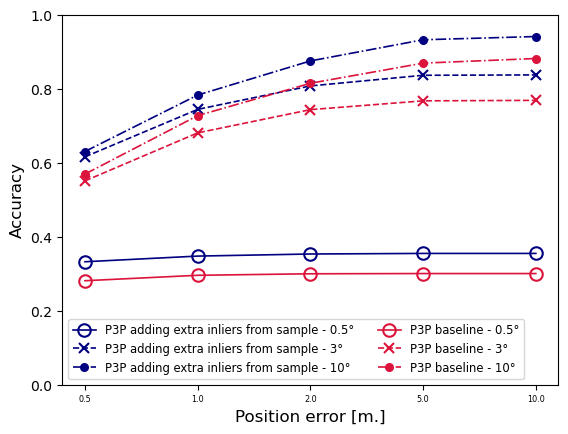 1.0
0.8
0.6
0.4
0.2
0.0
Accuracy
P3P adding extra inliers from sample - 0.5°
P3P adding extra inliers from sample - 3°
P3P adding extra inliers from sample - 10°
P3P baseline - 0.5°
P3P baseline - 3°
P3P baseline - 10°
0.5 1.0 2.0 5.0 10.0
Position error [m.]